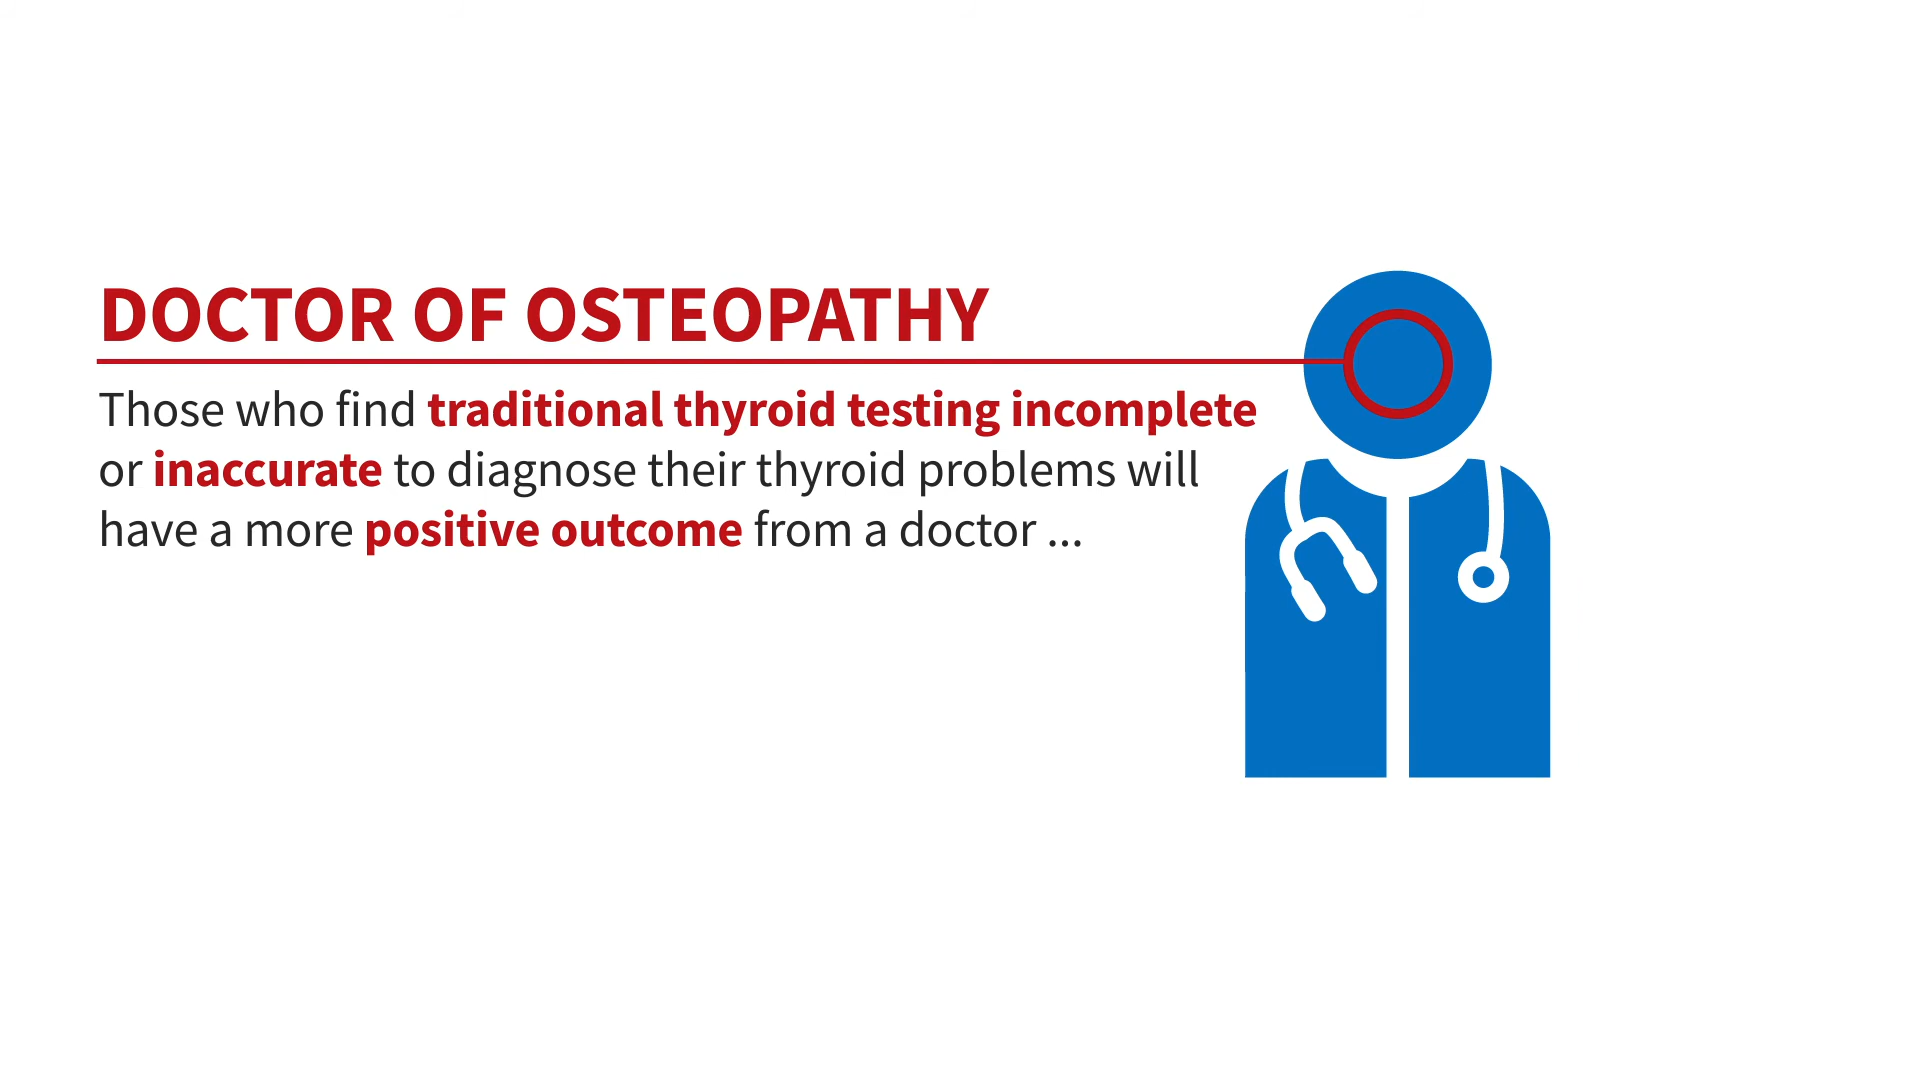 DOCTOR OF OSTEOPATHY
Those who find traditional thyroid testing incomplete
or inaccurate to diagnose their thyroid problems will
have a more positive outcome from a doctor ...